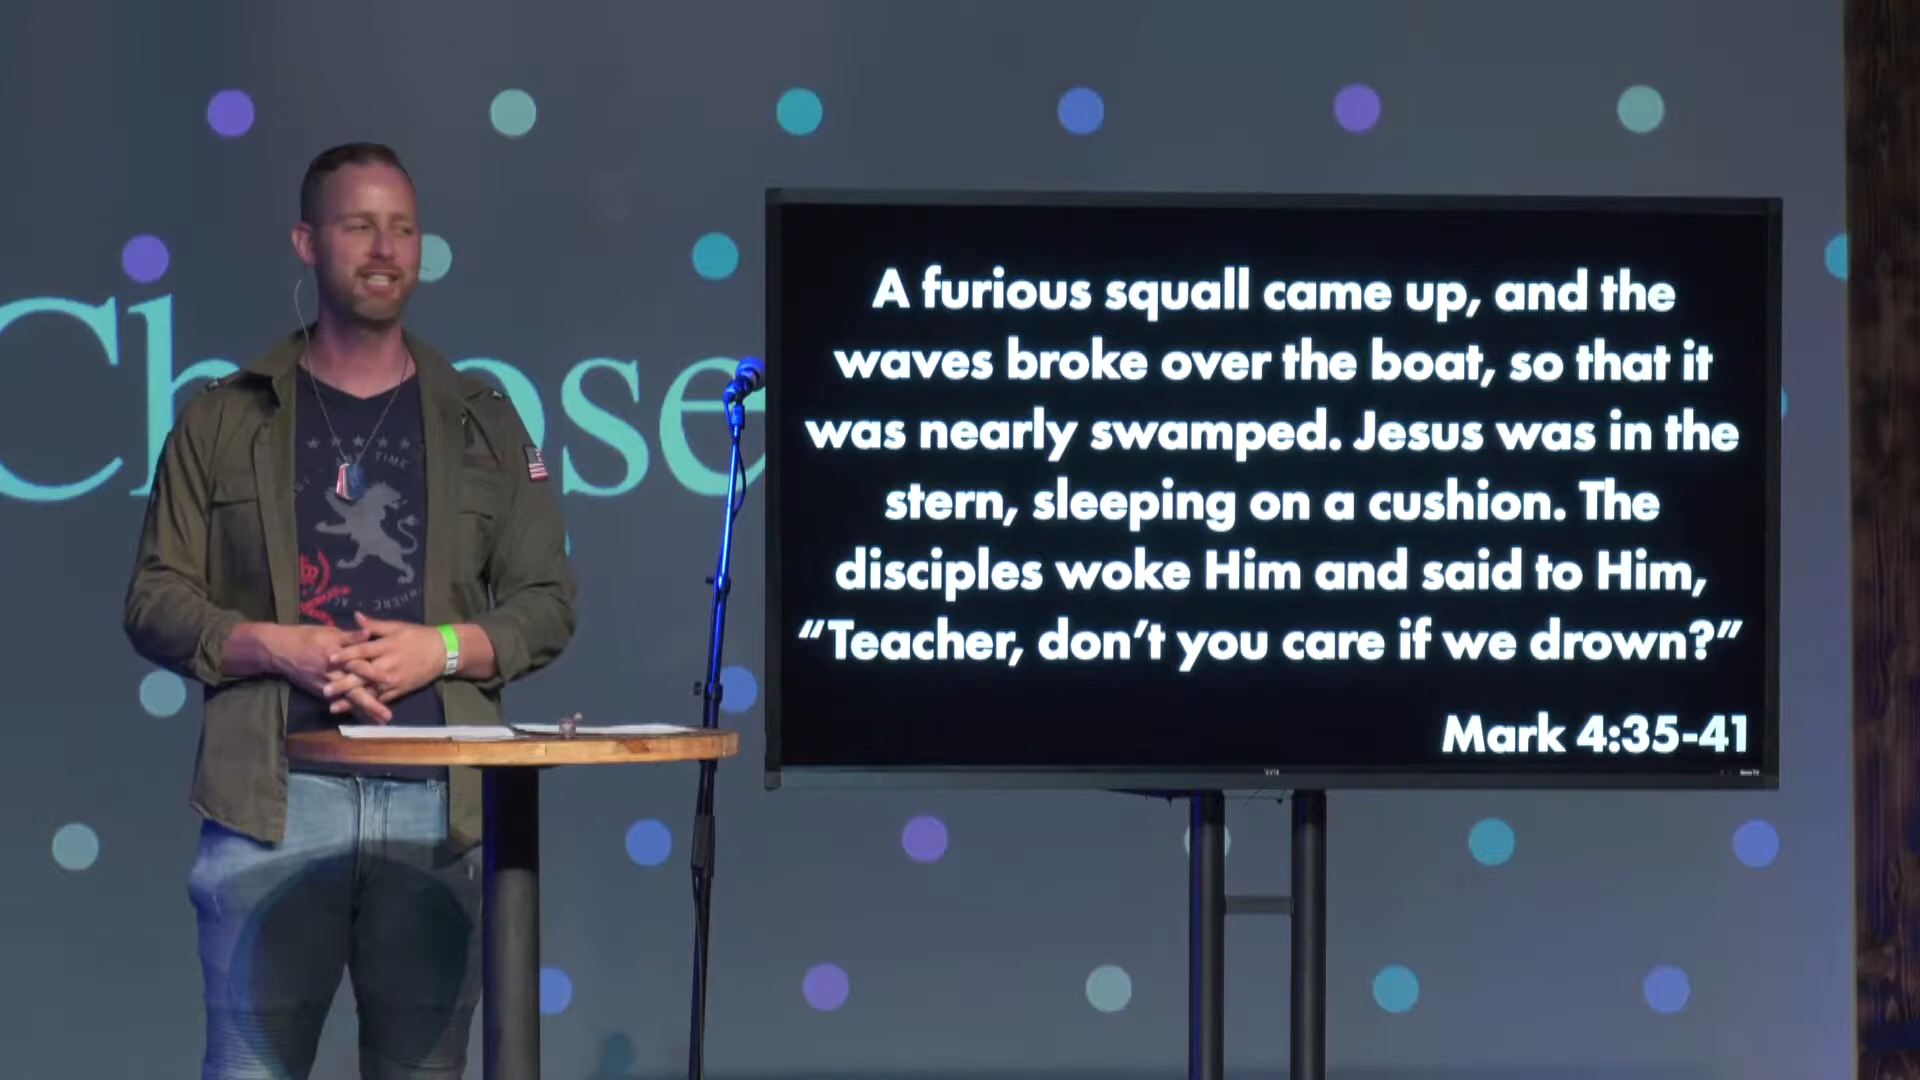 Choose
A furious squall came up, and the
waves broke over the boat, so that it
was nearly swamped. Jesus was in the
stern, sleeping on a cushion. The
disciples woke Him and said to Him,
“Teacher, don’t you care if we drown?”
Mark 4:35-41
TIME